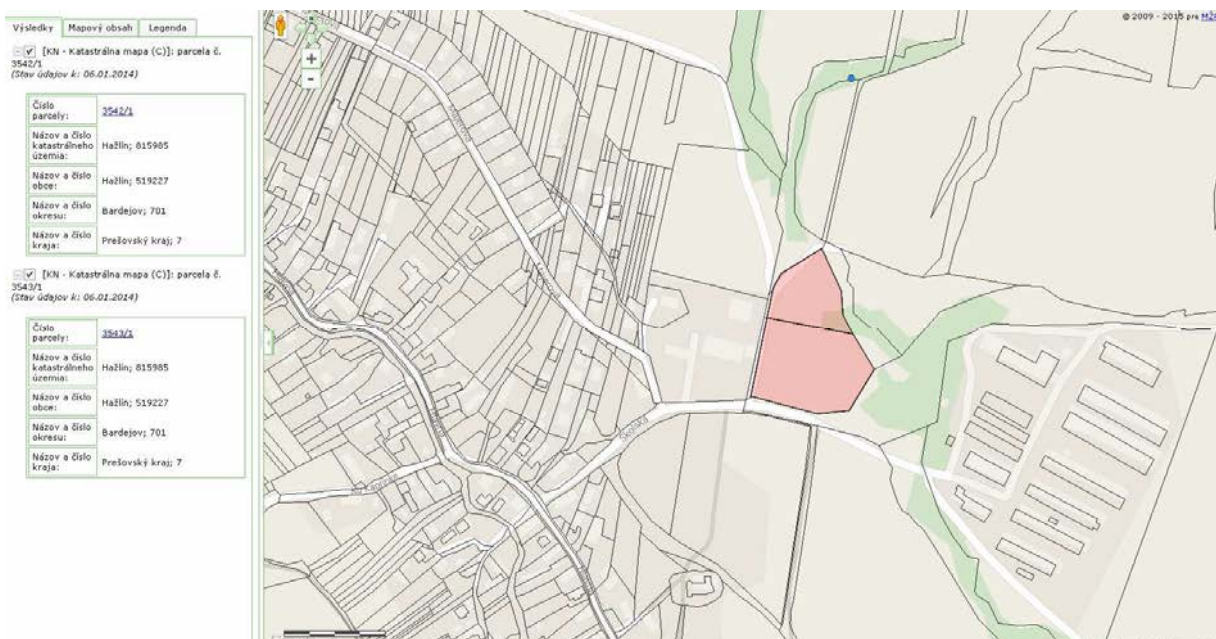 Výsledky Mapový obsah Legenda
[KN - Katastrálna mapa (C)]: parcela č.
3542/1
(Stav údajov k: 06.01.2014)
Číslo
parcely: 3542/1
Názov a číslo
katastrálneho
územia: Hažlín; 815985
Názov a číslo
obce: Hažlín; 519227
Názov a číslo
okresu: Bardejov; 701
Názov a číslo
kraja: Prešovský kraj; 7
[KN - Katastrálna mapa (C)]: parcela č.
3543/1
(Stav údajov k: 06.01.2014)
Číslo
parcely: 3543/1
Názov a číslo
katastrálneho
územia: Hažlín; 815985
Názov a číslo
obce: Hažlín; 519227
Názov a číslo
okresu: Bardejov; 701
Názov a číslo
kraja: Prešovský kraj; 7
+
-
© 2009 - 2015 pre
Školská